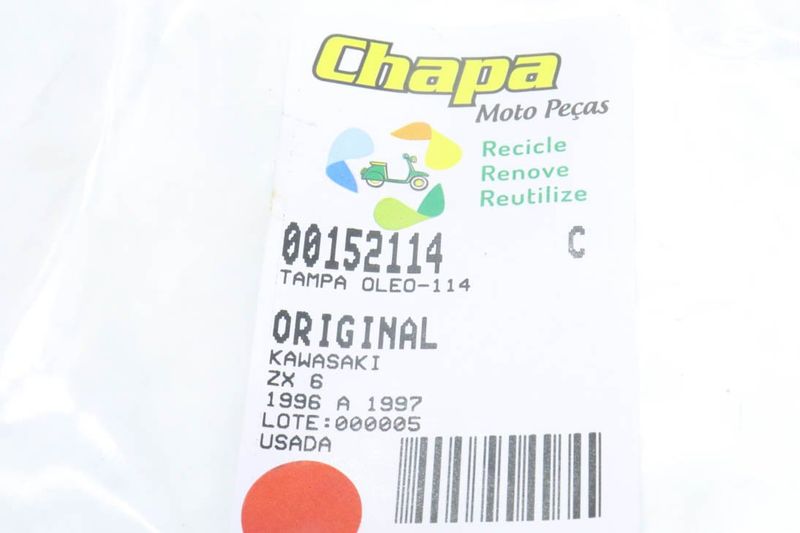 Chapa
Moto Peças
Recicle
Renove
Reutilize
00152114 C
TAMPA OLEO-114
ORIGINAL
KAWASAKI
ZX 6
1996 A 1997
LOTE:000005
USADA